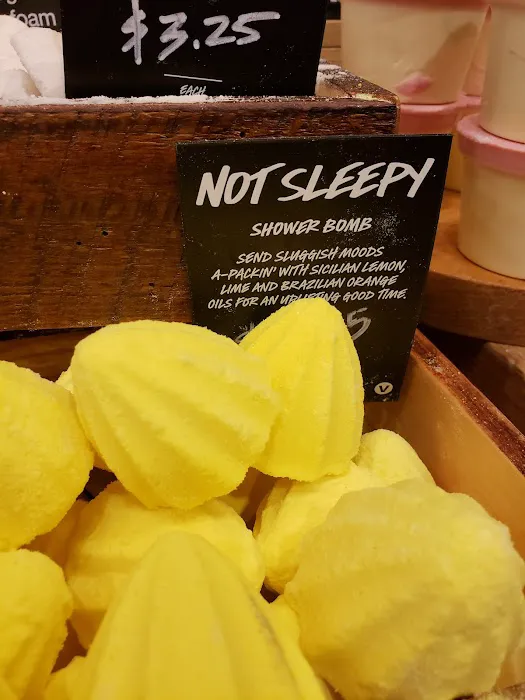 foam
$3.25
EACH
NOT SLEEPY
SHOWER BOMB
SEND SLUGGISH MOODS
A-PACKIN' WITH SICILIAN LEMON,
LIME AND BRAZILIAN ORANGE
OILS FOR AN UPLIFTING GOOD TIME.
5
V